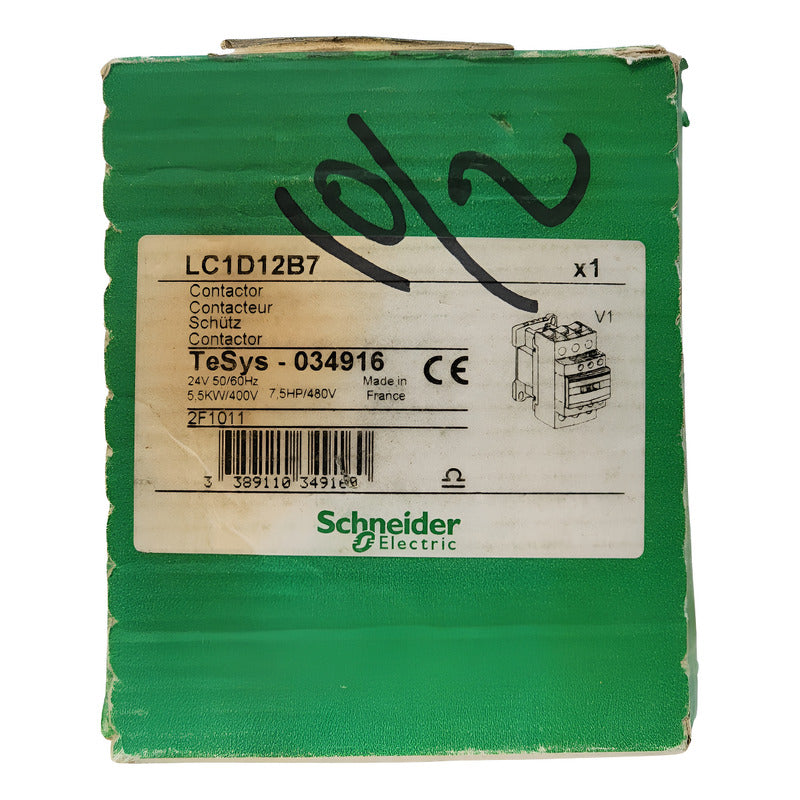 10/2
LC1D12B7 x1
Contactor
Contacteur
Schütz
Contactor
V1
TeSys - 034916 CE
24V 50/60Hz Made in
5,5KW/400V 7,5HP/480V France
2F1011
3 389110 349160
Schneider
Electric